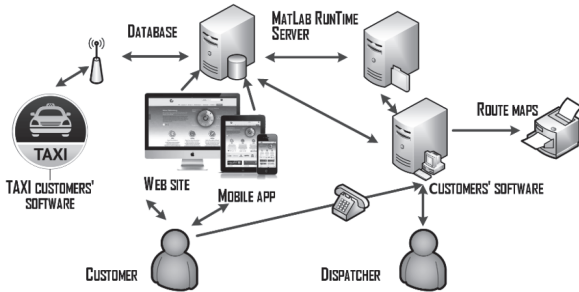 DATABASE
MATLAB RUNTIME
SERVER
ROUTE MAPS
TAXI
TAXI CUSTOMERS'
SOFTWARE
WEB SITE
MOBILE APP
CUSTOMERS' SOFTWARE
CUSTOMER
DISPATCHER